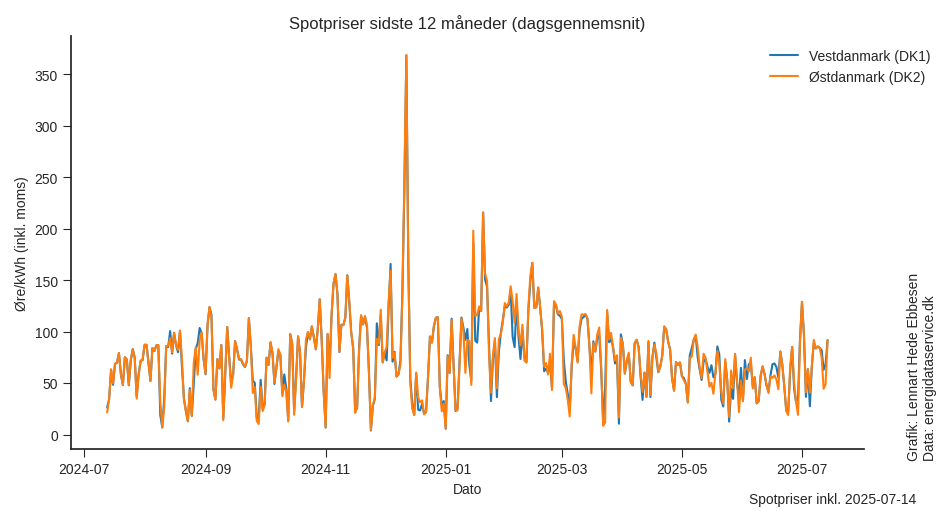 Spotpriser sidste 12 måneder (dagsgennemsnit)
Vestdanmark (DK1)
Østdanmark (DK2)
350
300
250
200
150
100
50
0
Øre/kWh (inkl. moms)
2024-07
2024-09
2024-11
2025-01
2025-03
2025-05
2025-07
Dato
Grafik: Lennart Hede Ebbesen
Data: energidataservice.dk
Spotpriser inkl. 2025-07-14